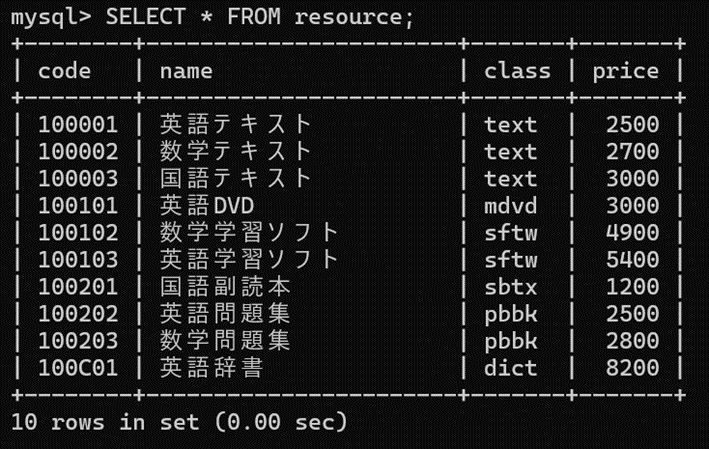 mysql> SELECT * FROM resource;
+--------+----------------------+-------+-------+
| code   | name                 | class | price |
+--------+----------------------+-------+-------+
| 100001 | 英語テキスト         | text  |  2500 |
| 100002 | 数学テキスト         | text  |  2700 |
| 100003 | 国語テキスト         | text  |  3000 |
| 100101 | 英語DVD              | mdvd  |  3000 |
| 100102 | 数学学習ソフト       | sftw  |  4900 |
| 100103 | 英語学習ソフト       | sftw  |  5400 |
| 100201 | 国語副読本           | sbtx  |  1200 |
| 100202 | 英語問題集           | pbbk  |  2500 |
| 100203 | 数学問題集           | pbbk  |  2800 |
| 100C01 | 英語辞書             | dict  |  8200 |
+--------+----------------------+-------+-------+
10 rows in set (0.00 sec)